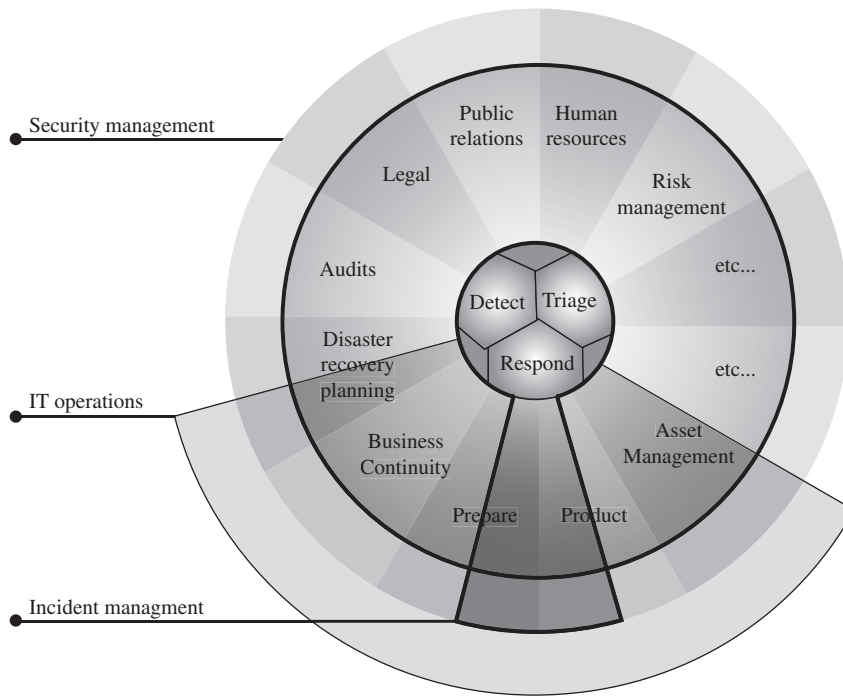 Security management
IT operations
Incident managment
Public
relations
Human
resources
Legal
Risk
management
Audits
etc...
Disaster
recovery
planning
etc...
Business
Continuity
Asset
Management
Prepare
Product
Detect
Triage
Respond